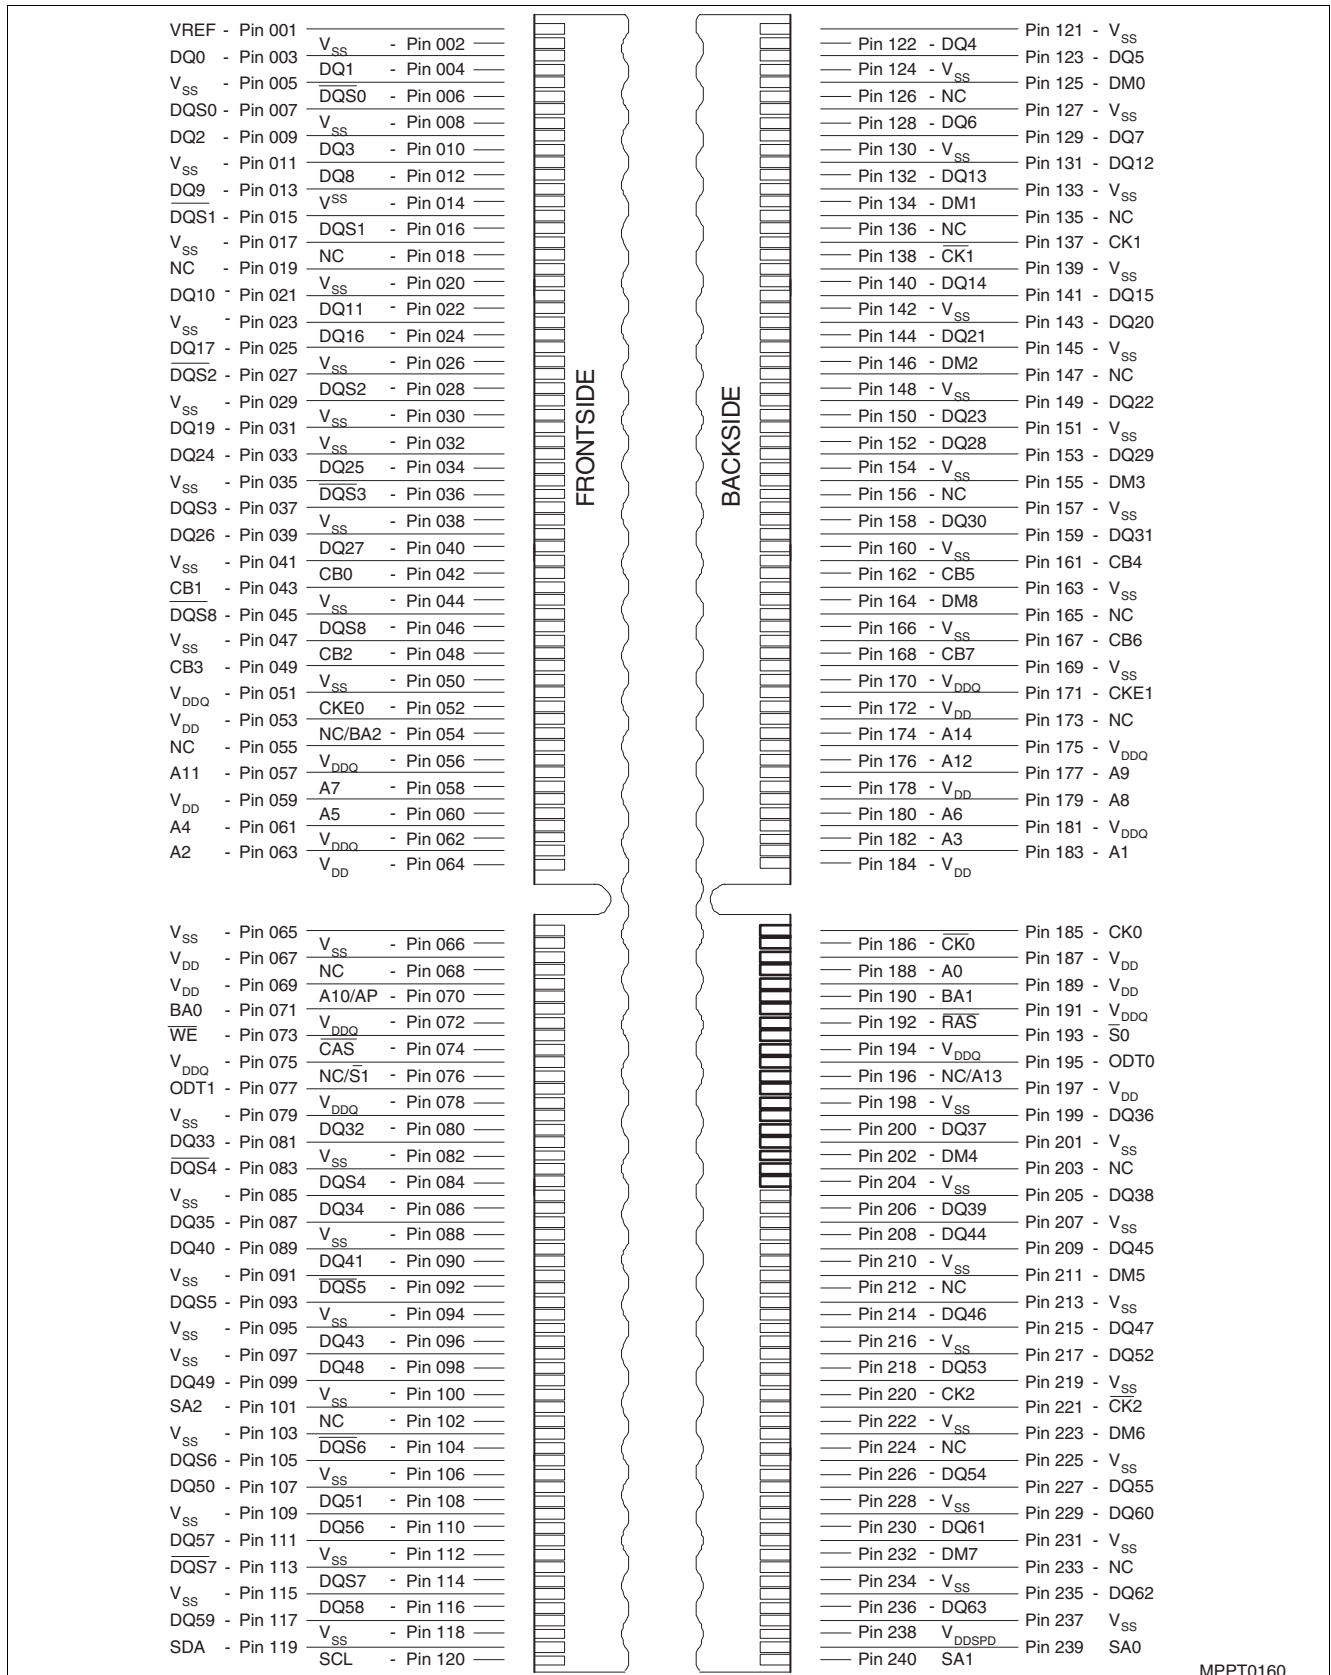 VREF - Pin 001
V_SS - Pin 002
DQ0 - Pin 003
DQ1 - Pin 004
V_SS - Pin 005
D̅Q̅S̅0̅ - Pin 006
DQS0 - Pin 007
V_SS - Pin 008
DQ2 - Pin 009
DQ3 - Pin 010
V_SS - Pin 011
DQ8 - Pin 012
DQ9 - Pin 013
V^SS - Pin 014
D̅Q̅S̅1̅ - Pin 015
DQS1 - Pin 016
V_SS - Pin 017
NC - Pin 018
NC - Pin 019
V_SS - Pin 020
DQ10 - Pin 021
DQ11 - Pin 022
V_SS - Pin 023
DQ16 - Pin 024
DQ17 - Pin 025
V_SS - Pin 026
D̅Q̅S̅2̅ - Pin 027
DQS2 - Pin 028
V_SS - Pin 029
V_SS - Pin 030
DQ19 - Pin 031
V_SS - Pin 032
DQ24 - Pin 033
DQ25 - Pin 034
V_SS - Pin 035
D̅Q̅S̅3̅ - Pin 036
DQS3 - Pin 037
V_SS - Pin 038
DQ26 - Pin 039
DQ27 - Pin 040
V_SS - Pin 041
CB0 - Pin 042
CB1 - Pin 043
V_SS - Pin 044
D̅Q̅S̅8̅ - Pin 045
DQS8 - Pin 046
V_SS - Pin 047
CB2 - Pin 048
CB3 - Pin 049
V_SS - Pin 050
V_DDQ - Pin 051
CKE0 - Pin 052
V_DD - Pin 053
NC/BA2 - Pin 054
NC - Pin 055
V_DDQ - Pin 056
A11 - Pin 057
A7 - Pin 058
V_DD - Pin 059
A5 - Pin 060
A4 - Pin 061
V_DDQ - Pin 062
A2 - Pin 063
V_DD - Pin 064
V_SS - Pin 065
V_SS - Pin 066
V_DD - Pin 067
NC - Pin 068
V_DD - Pin 069
A10/AP - Pin 070
BA0 - Pin 071
V_DDQ - Pin 072
W̅E̅ - Pin 073
C̅A̅S̅ - Pin 074
V_DDQ - Pin 075
NC/S̅1 - Pin 076
ODT1 - Pin 077
V_DDQ - Pin 078
V_SS - Pin 079
DQ32 - Pin 080
DQ33 - Pin 081
V_SS - Pin 082
D̅Q̅S̅4̅ - Pin 083
DQS4 - Pin 084
V_SS - Pin 085
DQ34 - Pin 086
DQ35 - Pin 087
V_SS - Pin 088
DQ40 - Pin 089
DQ41 - Pin 090
V_SS - Pin 091
D̅Q̅S̅5̅ - Pin 092
DQS5 - Pin 093
V_SS - Pin 094
V_SS - Pin 095
DQ43 - Pin 096
V_SS - Pin 097
DQ48 - Pin 098
DQ49 - Pin 099
V_SS - Pin 100
SA2 - Pin 101
NC - Pin 102
V_SS - Pin 103
D̅Q̅S̅6̅ - Pin 104
DQS6 - Pin 105
V_SS - Pin 106
DQ50 - Pin 107
DQ51 - Pin 108
V_SS - Pin 109
DQ56 - Pin 110
DQ57 - Pin 111
V_SS - Pin 112
D̅Q̅S̅7̅ - Pin 113
DQS7 - Pin 114
V_SS - Pin 115
DQ58 - Pin 116
DQ59 - Pin 117
V_SS - Pin 118
SDA - Pin 119
SCL - Pin 120
FRONTSIDE
BACKSIDE
Pin 121 - V_SS
Pin 122 - DQ4
Pin 123 - DQ5
Pin 124 - V_SS
Pin 125 - DM0
Pin 126 - NC
Pin 127 - V_SS
Pin 128 - DQ6
Pin 129 - DQ7
Pin 130 - V_SS
Pin 131 - DQ12
Pin 132 - DQ13
Pin 133 - V_SS
Pin 134 - DM1
Pin 135 - NC
Pin 136 - NC
Pin 137 - CK1
Pin 138 - C̅K̅1̅
Pin 139 - V_SS
Pin 140 - DQ14
Pin 141 - DQ15
Pin 142 - V_SS
Pin 143 - DQ20
Pin 144 - DQ21
Pin 145 - V_SS
Pin 146 - DM2
Pin 147 - NC
Pin 148 - V_SS
Pin 149 - DQ22
Pin 150 - DQ23
Pin 151 - V_SS
Pin 152 - DQ28
Pin 153 - DQ29
Pin 154 - V_SS
Pin 155 - DM3
Pin 156 - NC
Pin 157 - V_SS
Pin 158 - DQ30
Pin 159 - DQ31
Pin 160 - V_SS
Pin 161 - CB4
Pin 162 - CB5
Pin 163 - V_SS
Pin 164 - DM8
Pin 165 - NC
Pin 166 - V_SS
Pin 167 - CB6
Pin 168 - CB7
Pin 169 - V_SS
Pin 170 - V_DDQ
Pin 171 - CKE1
Pin 172 - V_DD
Pin 173 - NC
Pin 174 - A14
Pin 175 - V_DDQ
Pin 176 - A12
Pin 177 - A9
Pin 178 - V_DD
Pin 179 - A8
Pin 180 - A6
Pin 181 - V_DDQ
Pin 182 - A3
Pin 183 - A1
Pin 184 - V_DD
Pin 185 - CK0
Pin 186 - C̅K̅0̅
Pin 187 - V_DD
Pin 188 - A0
Pin 189 - V_DD
Pin 190 - BA1
Pin 191 - V_DDQ
Pin 192 - R̅A̅S̅
Pin 193 - S̅0
Pin 194 - V_DDQ
Pin 195 - ODT0
Pin 196 - NC/A13
Pin 197 - V_DD
Pin 198 - V_SS
Pin 199 - DQ36
Pin 200 - DQ37
Pin 201 - V_SS
Pin 202 - DM4
Pin 203 - NC
Pin 204 - V_SS
Pin 205 - DQ38
Pin 206 - DQ39
Pin 207 - V_SS
Pin 208 - DQ44
Pin 209 - DQ45
Pin 210 - V_SS
Pin 211 - DM5
Pin 212 - NC
Pin 213 - V_SS
Pin 214 - DQ46
Pin 215 - DQ47
Pin 216 - V_SS
Pin 217 - DQ52
Pin 218 - DQ53
Pin 219 - V_SS
Pin 220 - CK2
Pin 221 - C̅K̅2̅
Pin 222 - V_SS
Pin 223 - DM6
Pin 224 - NC
Pin 225 - V_SS
Pin 226 - DQ54
Pin 227 - DQ55
Pin 228 - V_SS
Pin 229 - DQ60
Pin 230 - DQ61
Pin 231 - V_SS
Pin 232 - DM7
Pin 233 - NC
Pin 234 - V_SS
Pin 235 - DQ62
Pin 236 - DQ63
Pin 237 V_SS
Pin 238 V_DDSPD
Pin 239 SA0
Pin 240 SA1
MPPT0160